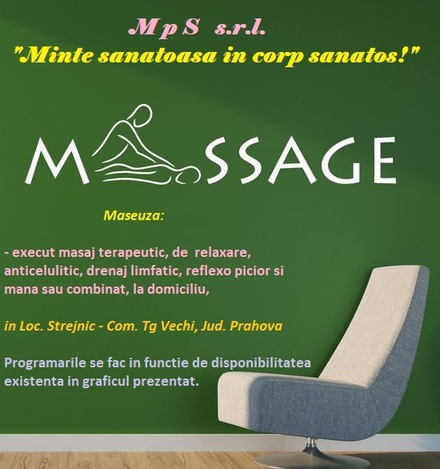 M p S s.r.l.
"Minte sanatoasa in corp sanatos!"
MASSAGE
Maseuza:
- execut masaj terapeutic, de relaxare,
anticelulitic, drenaj limfatic, reflexo picior si
mana sau combinat, la domiciliu,
in Loc. Strejnic - Com. Tg Vechi, Jud. Prahova
Programarile se fac in functie de disponibilitatea
existenta in graficul prezentat.